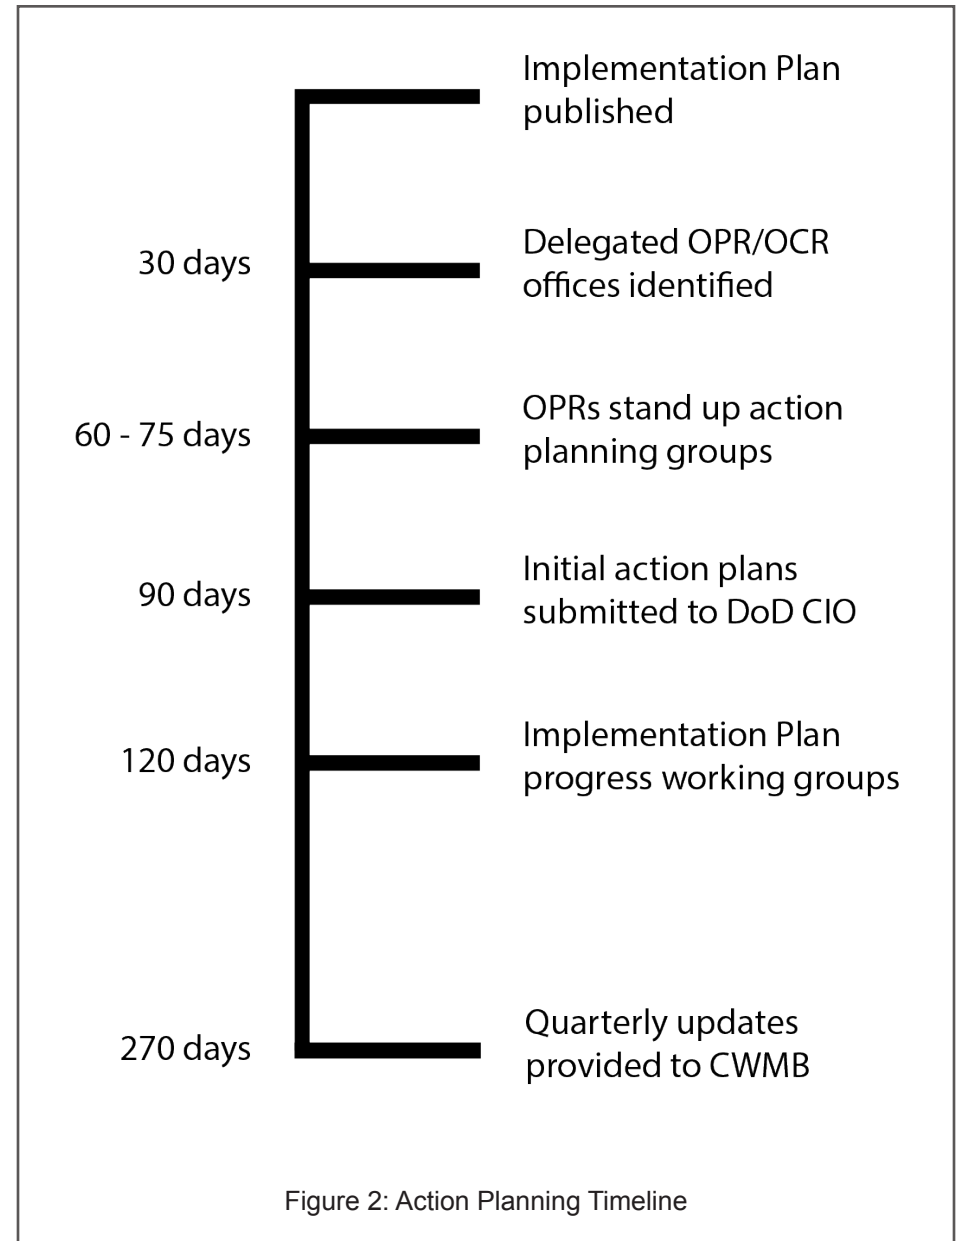 Implementation Plan
published
30 days
Delegated OPR/OCR
offices identified
60 - 75 days
OPRs stand up action
planning groups
90 days
Initial action plans
submitted to DoD CIO
120 days
Implementation Plan
progress working groups
270 days
Quarterly updates
provided to CWMB
Figure 2: Action Planning Timeline